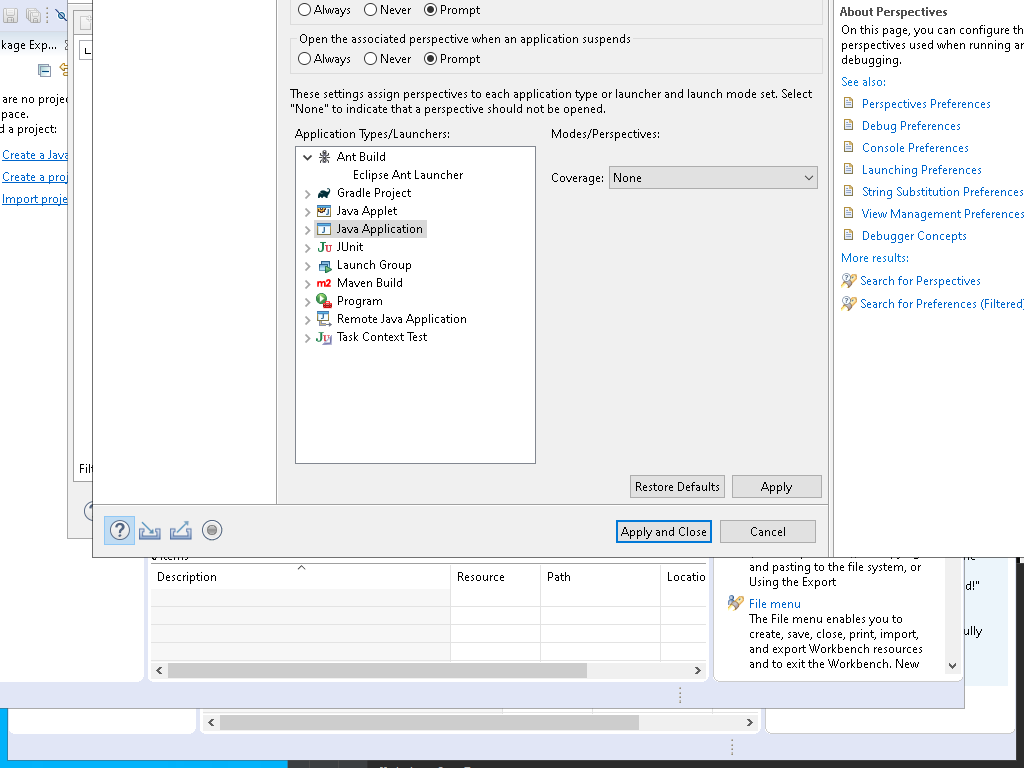 Always Never Prompt
Open the associated perspective when an application suspends
Always Never Prompt
These settings assign perspectives to each application type or launcher and launch mode set. Select
"None" to indicate that a perspective should not be opened.
Application Types/Launchers:
Modes/Perspectives:
Ant Build
Eclipse Ant Launcher
Gradle Project
Java Applet
Java Application
JUnit
Launch Group
Maven Build
Program
Remote Java Application
Task Context Test
Coverage: None
Restore Defaults Apply
Apply and Close Cancel
About Perspectives
On this page, you can configure th
perspectives used when running an
debugging.
See also:
Perspectives Preferences
Debug Preferences
Console Preferences
Launching Preferences
String Substitution Preferences
View Management Preferences
Debugger Concepts
More results:
Search for Perspectives
Search for Preferences (Filtered)
kage Exp...
are no projec
pace.
d a project:
Create a Java
Create a proj
Import proje
Filt
Description Resource Path Locatio
and pasting to the file system, or
Using the Export
File menu
The File menu enables you to
create, save, close, print, import,
and export Workbench resources
and to exit the Workbench. New
d!"
ully